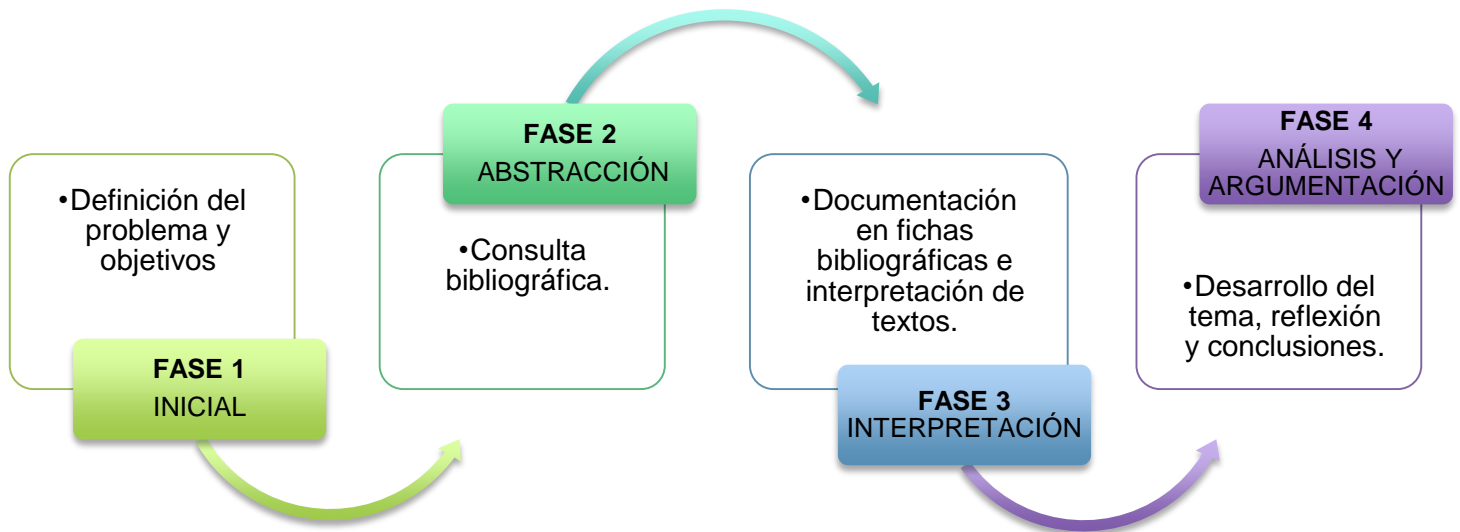 •Definición del
problema y
objetivos
FASE 1
INICIAL
FASE 2
ABSTRACCIÓN
•Consulta
bibliográfica.
•Documentación
en fichas
bibliográficas e
interpretación de
textos.
FASE 3
INTERPRETACIÓN
FASE 4
ANÁLISIS Y
ARGUMENTACIÓN
•Desarrollo del
tema, reflexión
y conclusiones.